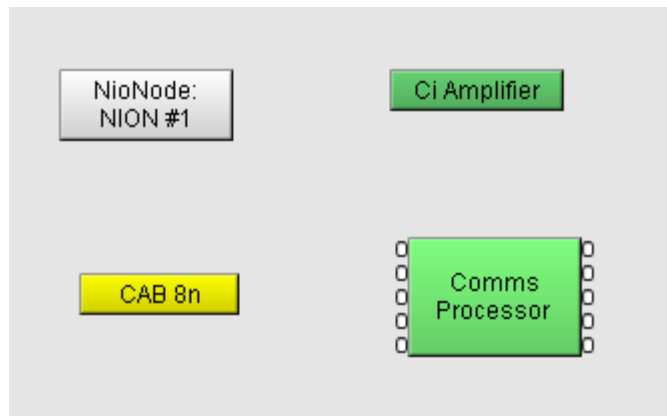 NioNode:
NION #1
Ci Amplifier
CAB 8n
Comms
Processor